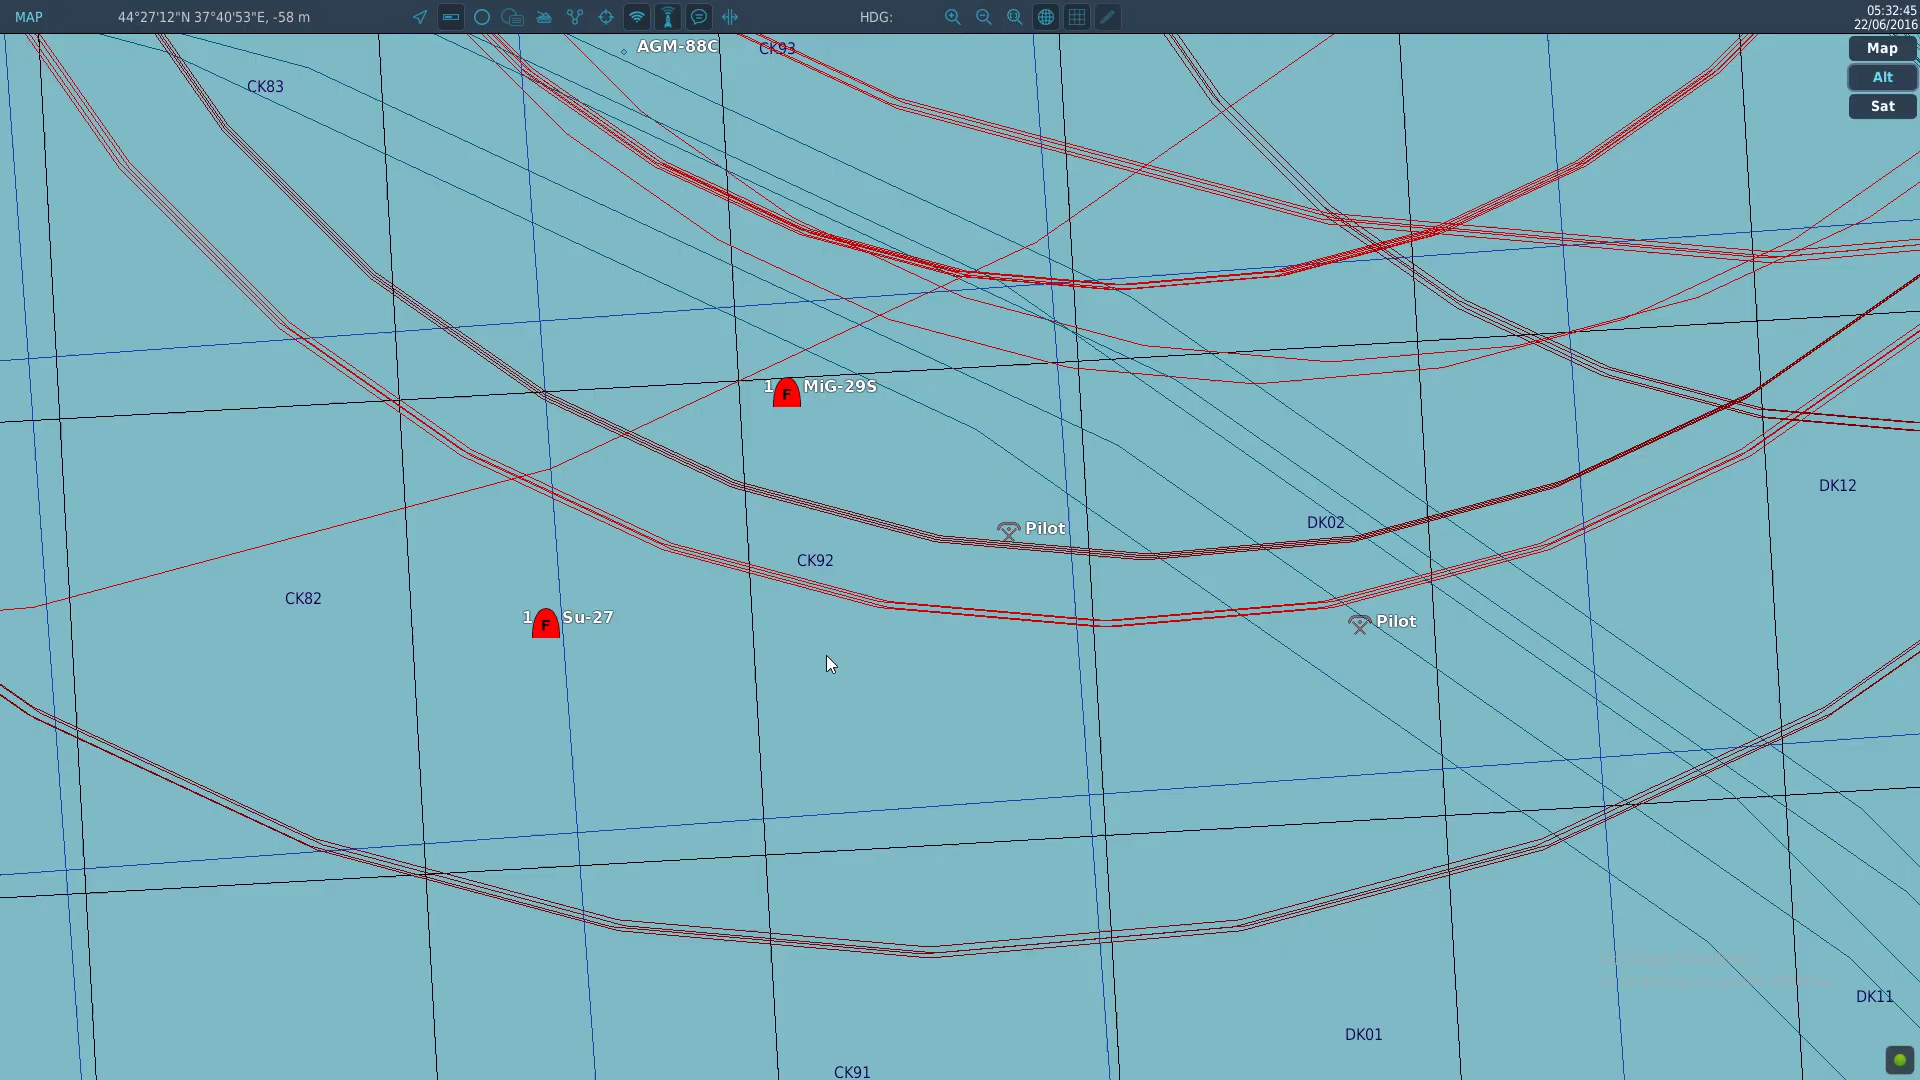 MAP 44°27'12"N 37°40'53"E, -58 m HDG: 05:32:45
22/06/2016
AGM-88C
CK93
Map
Alt
Sat
CK83
1 F MiG-29S
DK12
Pilot
DK02
CK92
CK82
1 F Su-27
Pilot
DK11
DK01
CK91